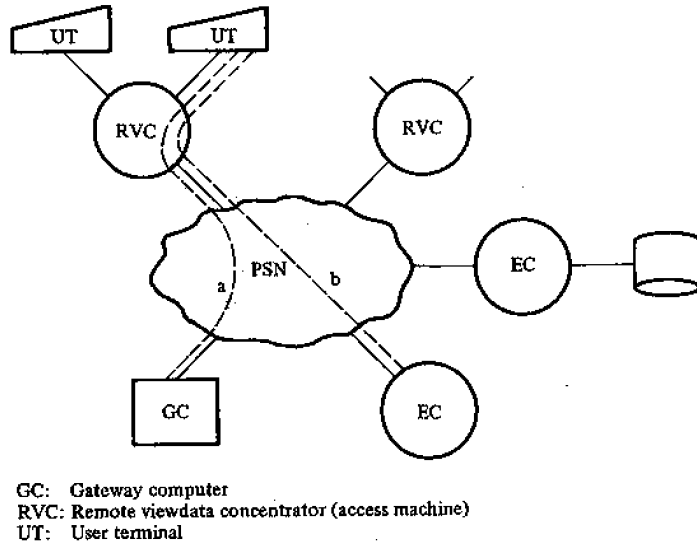 UT
UT
RVC
RVC
PSN
a
b
EC
GC
EC
GC: Gateway computer
RVC: Remote viewdata concentrator (access machine)
UT: User terminal